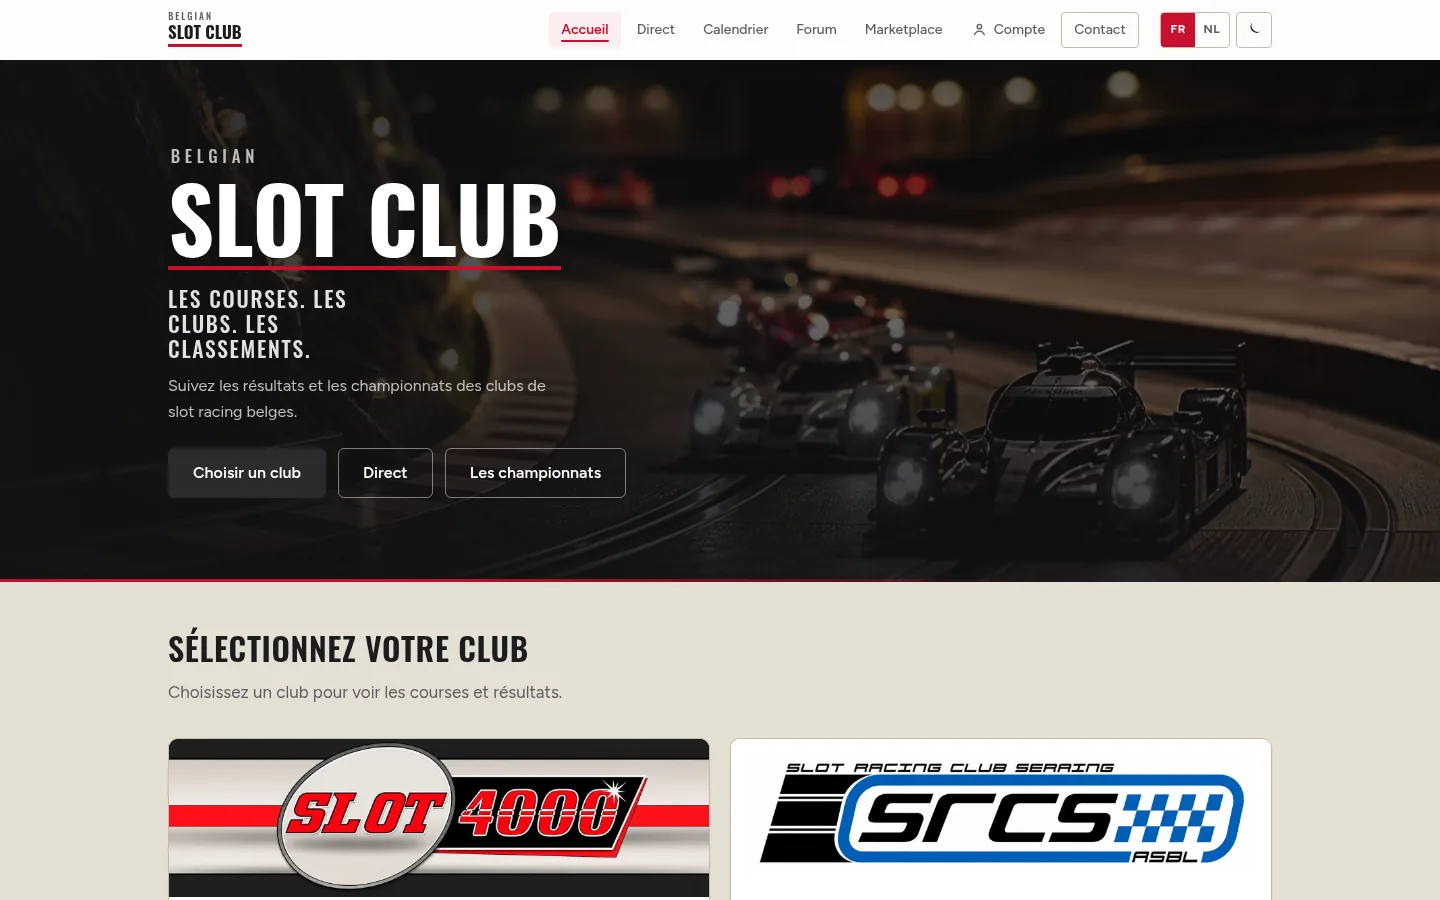 BELGIAN
SLOT CLUB
Accueil
Direct
Calendrier
Forum
Marketplace
Compte
Contact
FR
NL
BELGIAN
SLOT CLUB
LES COURSES. LES
CLUBS. LES
CLASSEMENTS.
Suivez les résultats et les championnats des clubs de
slot racing belges.
Choisir un club
Direct
Les championnats
SÉLECTIONNEZ VOTRE CLUB
Choisissez un club pour voir les courses et résultats.
SLOT 4000
SLOT RACING CLUB SERAING
srcs
ASBL